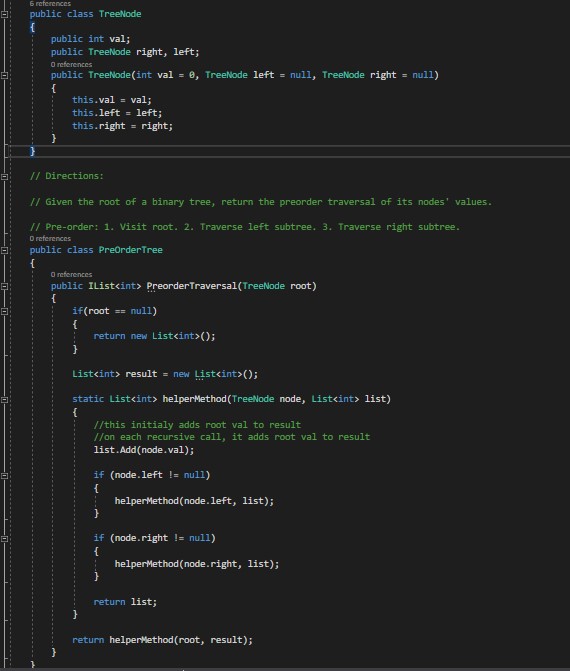 6 references
public class TreeNode
{
public int val;
public TreeNode right, left;
0 references
public TreeNode(int val = 0, TreeNode left = null, TreeNode right = null)
{
this.val = val;
this.left = left;
this.right = right;
}
}
// Directions:
// Given the root of a binary tree, return the preorder traversal of its nodes' values.
// Pre-order: 1. Visit root. 2. Traverse left subtree. 3. Traverse right subtree.
0 references
public class PreOrderTree
{
0 references
public IList<int> PreorderTraversal(TreeNode root)
{
if(root == null)
{
return new List<int>();
}
List<int> result = new List<int>();
static List<int> helperMethod(TreeNode node, List<int> list)
{
//this initialy adds root val to result
//on each recursive call, it adds root val to result
list.Add(node.val);
if (node.left != null)
{
helperMethod(node.left, list);
}
if (node.right != null)
{
helperMethod(node.right, list);
}
return list;
}
return helperMethod(root, result);
}
}